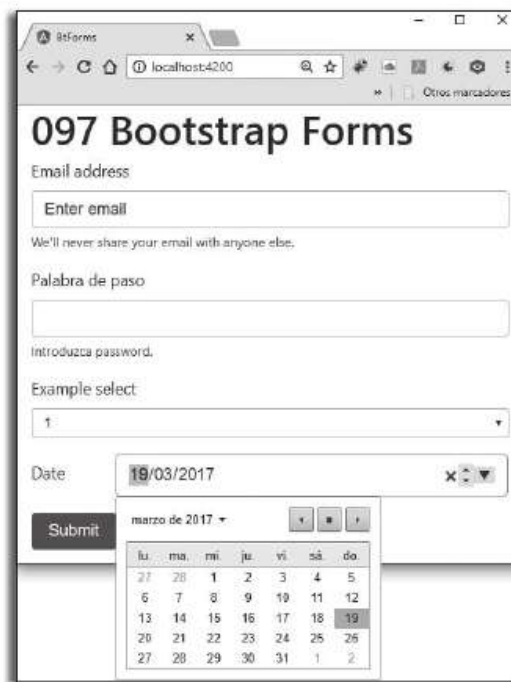 BtForms
localhost:4200
» Otros marcadores
097 Bootstrap Forms
Email address
Enter email
We'll never share your email with anyone else.
Palabra de paso
Introduzca password.
Example select
1
Date 19/03/2017
Submit
marzo de 2017
lu. ma. mi. ju. vi. sá. do.
27 28 1 2 3 4 5
6 7 8 9 10 11 12
13 14 15 16 17 18 19
20 21 22 23 24 25 26
27 28 29 30 31 1 2